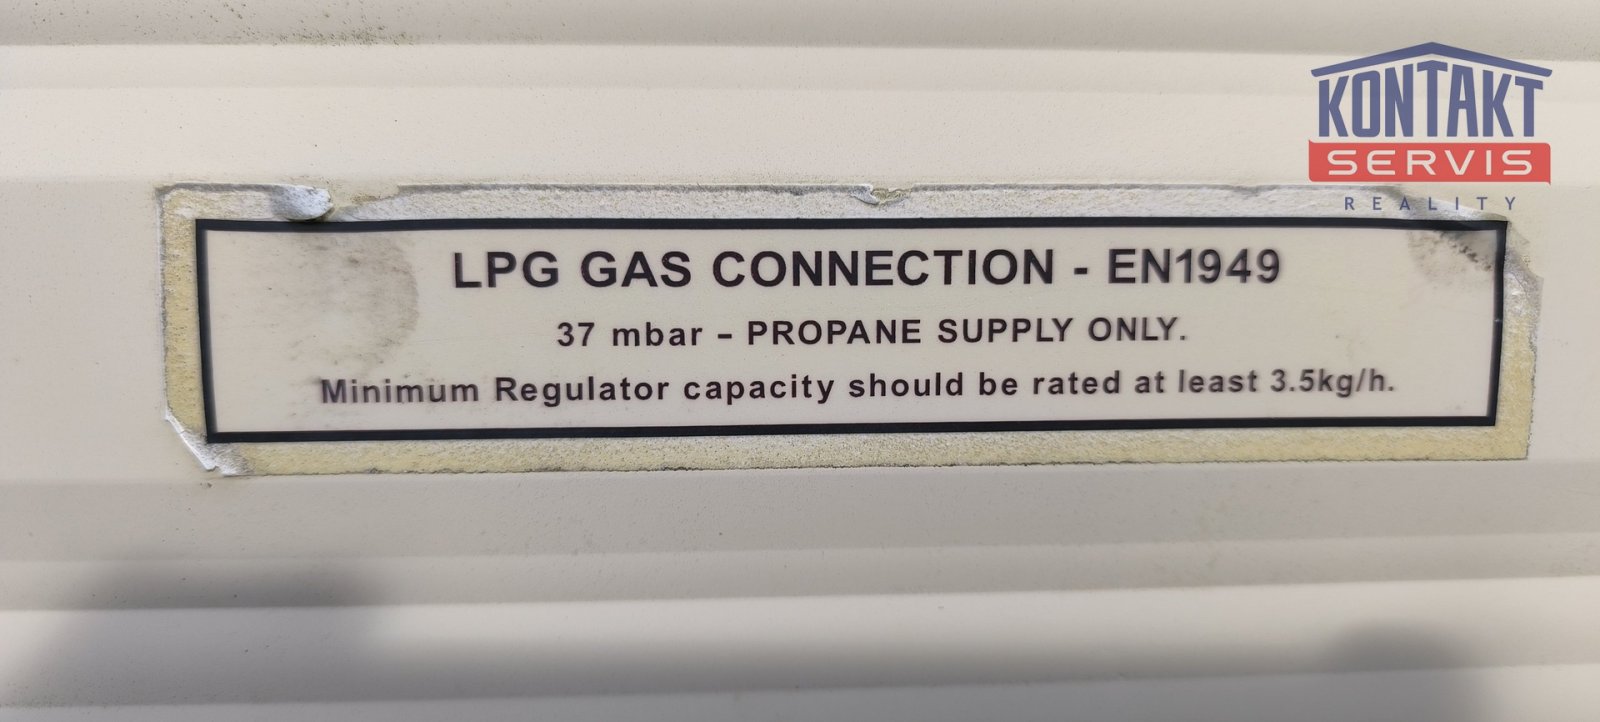 KONTAKT
SERVIS
REALITY
LPG GAS CONNECTION - EN1949
37 mbar – PROPANE SUPPLY ONLY.
Minimum Regulator capacity should be rated at least 3.5kg/h.